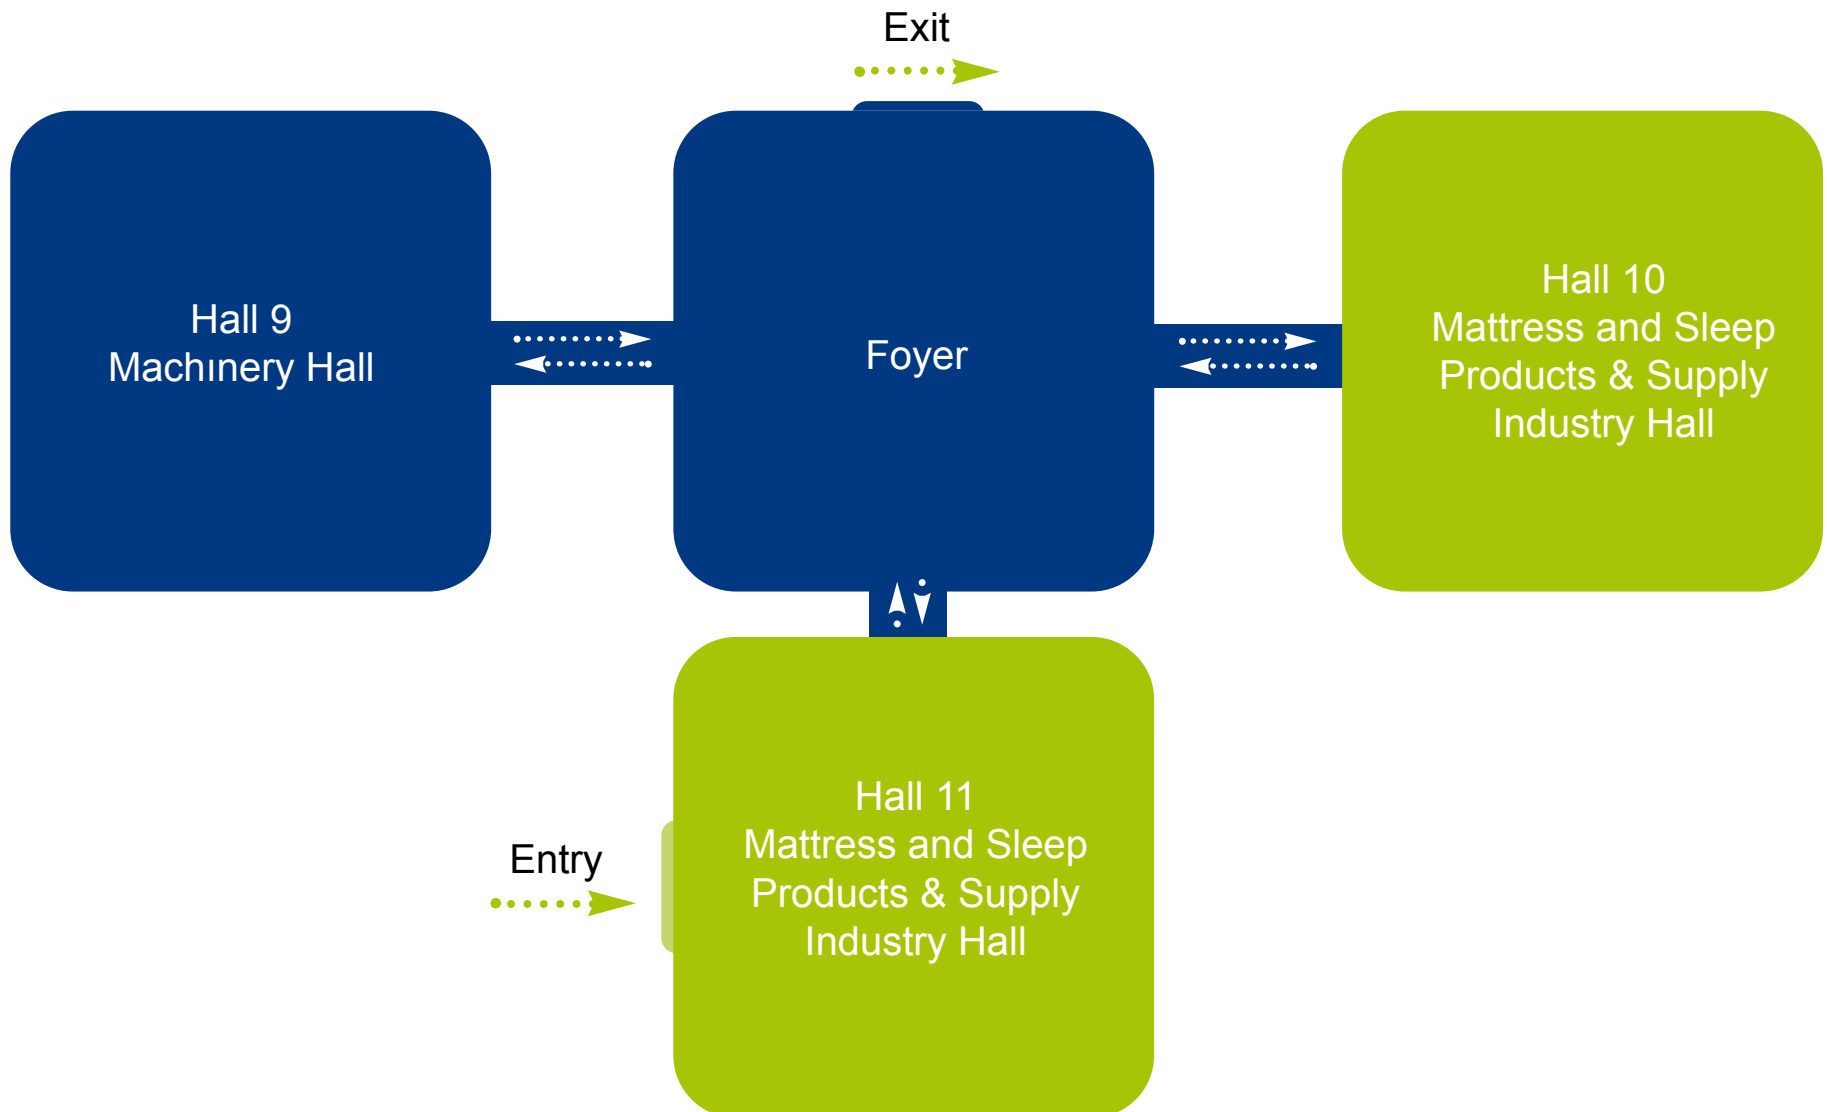 Exit
Hall 9
Machınery Hall
Foyer
Hall 10
Mattress and Sleep
Products & Supply
Industry Hall
Entry
Hall 11
Mattress and Sleep
Products & Supply
Industry Hall